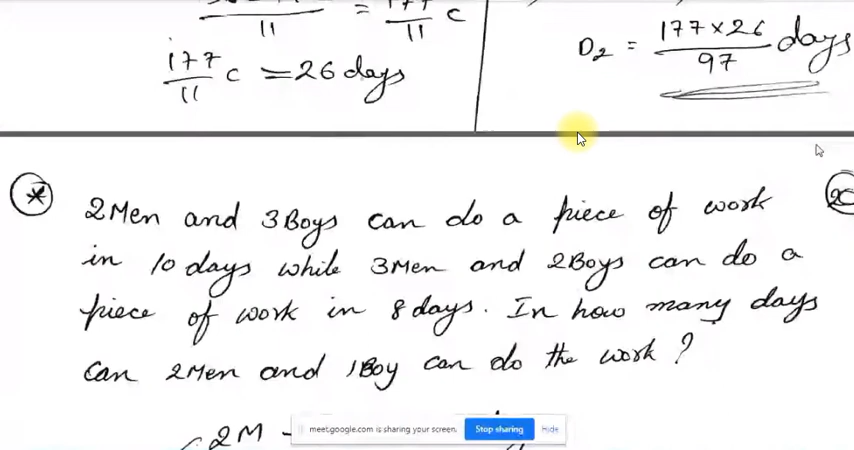 11 = 11 c
177/11 c = 26 days
D2 = 177×26/97 days
* 2Men and 3Boys can do a piece of work
in 10 days while 3Men and 2Boys can do a
piece of work in 8 days. In how many days
can 2Men and 1Boy can do the work ?
2M -
meet.google.com is sharing your screen. Stop sharing Hide